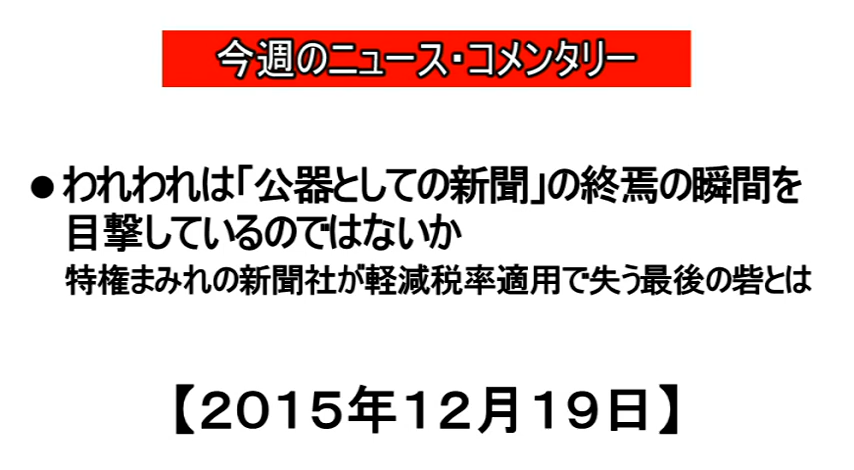 今週のニュース・コメンタリー
●われわれは「公器としての新聞」の終焉の瞬間を
目撃しているのではないか
特権まみれの新聞社が軽減税率適用で失う最後の砦とは
【２０１５年１２月１９日】